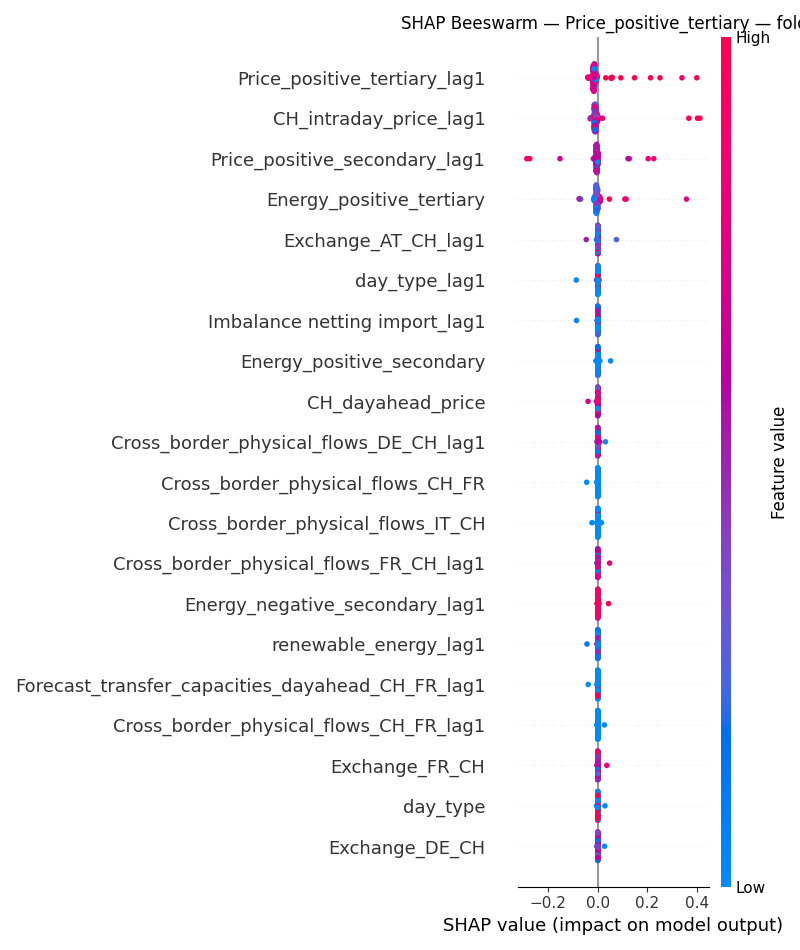 SHAP Beeswarm — Price_positive_tertiary — fol
High
Price_positive_tertiary_lag1
CH_intraday_price_lag1
Price_positive_secondary_lag1
Energy_positive_tertiary
Exchange_AT_CH_lag1
day_type_lag1
Imbalance netting import_lag1
Energy_positive_secondary
CH_dayahead_price
Cross_border_physical_flows_DE_CH_lag1
Cross_border_physical_flows_CH_FR
Cross_border_physical_flows_IT_CH
Cross_border_physical_flows_FR_CH_lag1
Energy_negative_secondary_lag1
renewable_energy_lag1
Forecast_transfer_capacities_dayahead_CH_FR_lag1
Cross_border_physical_flows_CH_FR_lag1
Exchange_FR_CH
day_type
Exchange_DE_CH
Feature value
Low
−0.2 0.0 0.2 0.4
SHAP value (impact on model output)